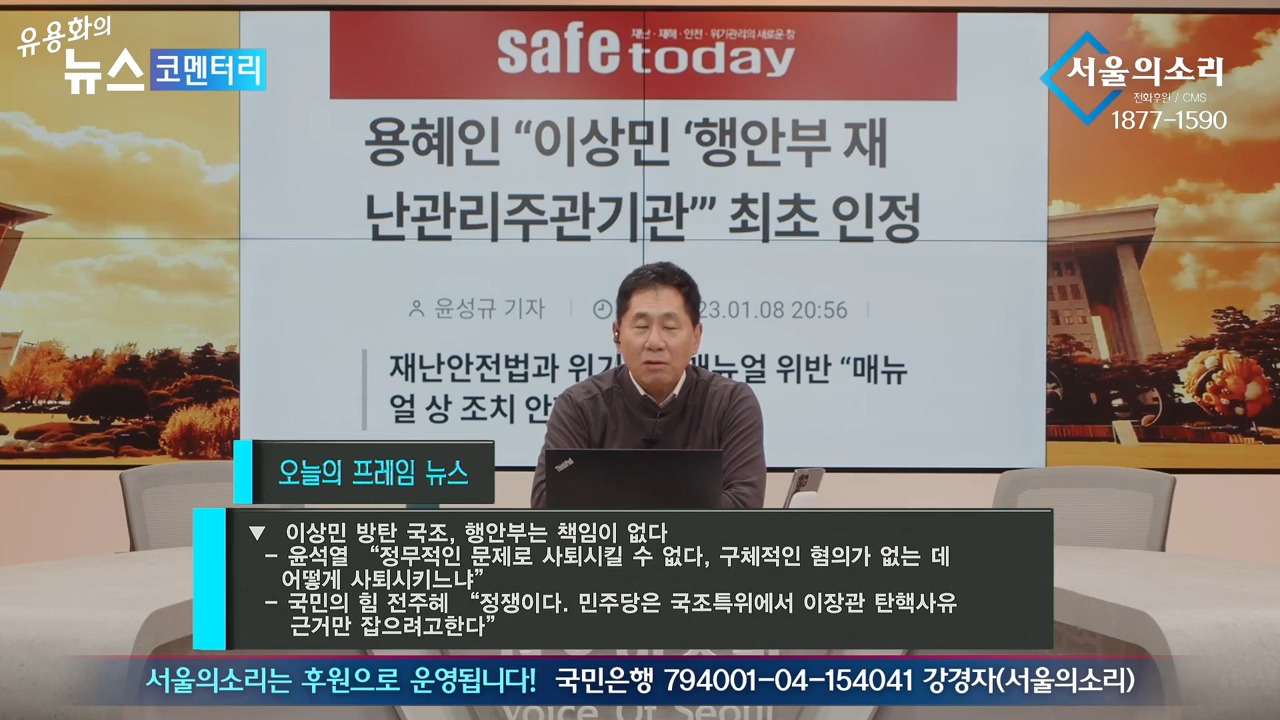 유용화의
뉴스 코멘터리
safe today
재난 · 재해 · 안전 · 위기관리의 새로운 창
서울의소리
전화후원 / CMS
1877-1590
용혜인 “이상민 ‘행안부 재
난관리주관기관’” 최초 인정
윤성규 기자
23.01.08 20:56
재난안전법과 위기 매뉴얼 위반 “매뉴
얼 상 조치 안
ThinkPad
오늘의 프레임 뉴스
▼ 이상민 방탄 국조, 행안부는 책임이 없다
- 윤석열 “정무적인 문제로 사퇴시킬 수 없다, 구체적인 혐의가 없는 데
어떻게 사퇴시키느냐”
- 국민의 힘 전주혜 “정쟁이다. 민주당은 국조특위에서 이장관 탄핵사유
근거만 잡으려고한다”
서울의소리는 후원으로 운영됩니다! 국민은행 794001-04-154041 강경자(서울의소리)
Voice Of Seoul